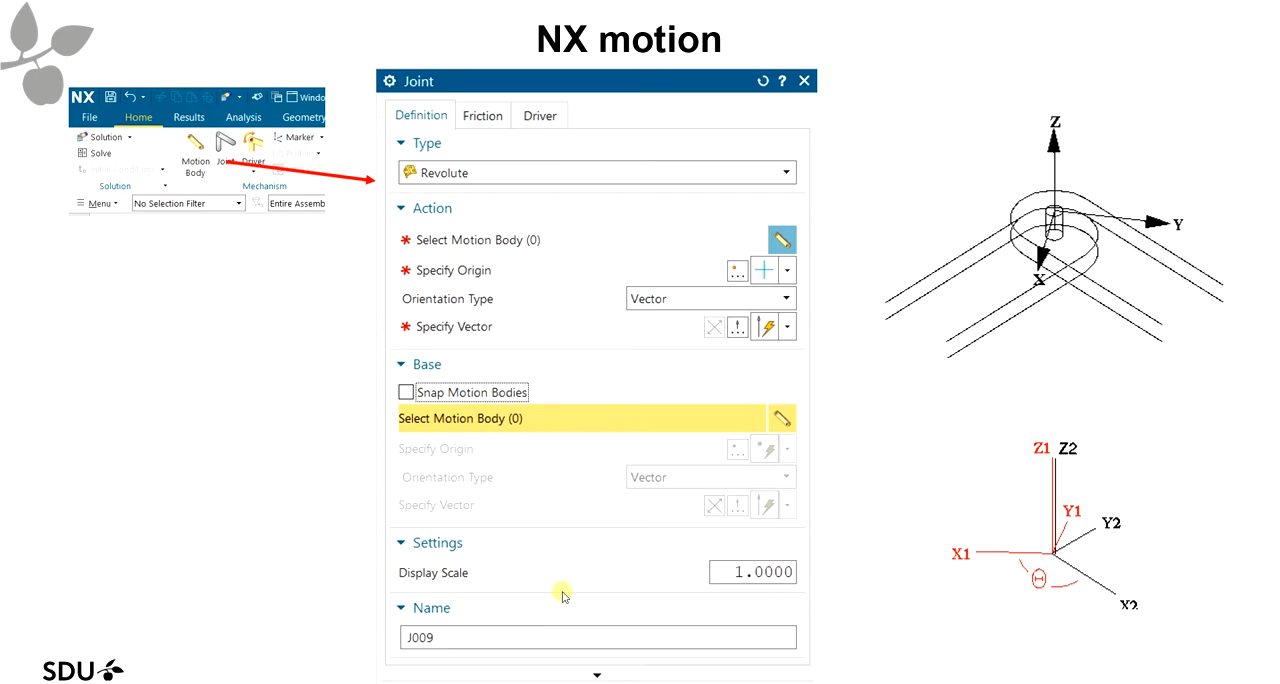 NX motion
NX Windo
File Home Results Analysis Geometry
Solution
Solve
Motion Body
Joint
Driver
Marker
Solution Mechanism
Menu No Selection Filter Entire Assemb
Joint
Definition Friction Driver
Type
Revolute
Action
* Select Motion Body (0)
* Specify Origin
Orientation Type Vector
* Specify Vector
Base
Snap Motion Bodies
Select Motion Body (0)
Specify Origin
Orientation Type Vector
Specify Vector
Settings
Display Scale 1.0000
Name
J009
Z
Y
X
Z1 Z2
Y1 Y2
X1
Θ
X2
SDU